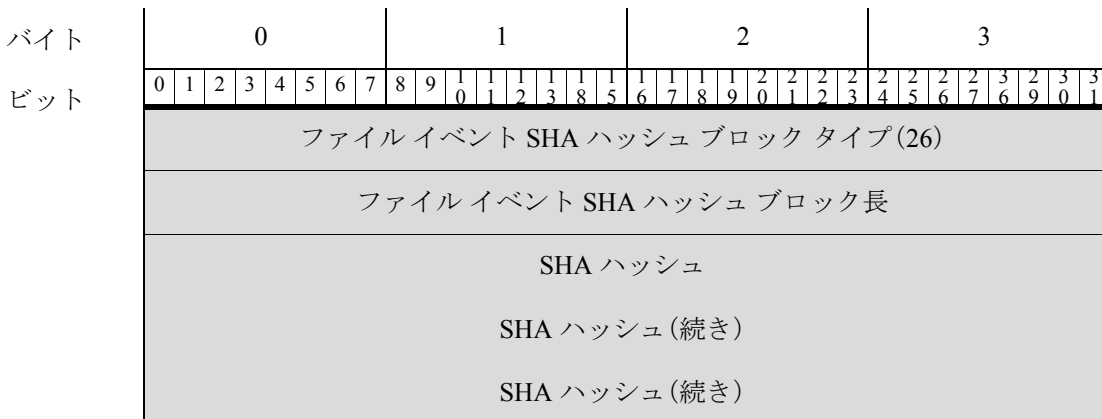 バイト 0 1 2 3
ビット 0 1 2 3 4 5 6 7 8 9 10 11 12 13 18 15 16 17 18 19 20 21 22 23 24 25 26 27 36 29 30 31
ファイル イベント SHA ハッシュ ブロック タイプ(26)
ファイル イベント SHA ハッシュ ブロック長
SHA ハッシュ
SHA ハッシュ(続き)
SHA ハッシュ(続き)